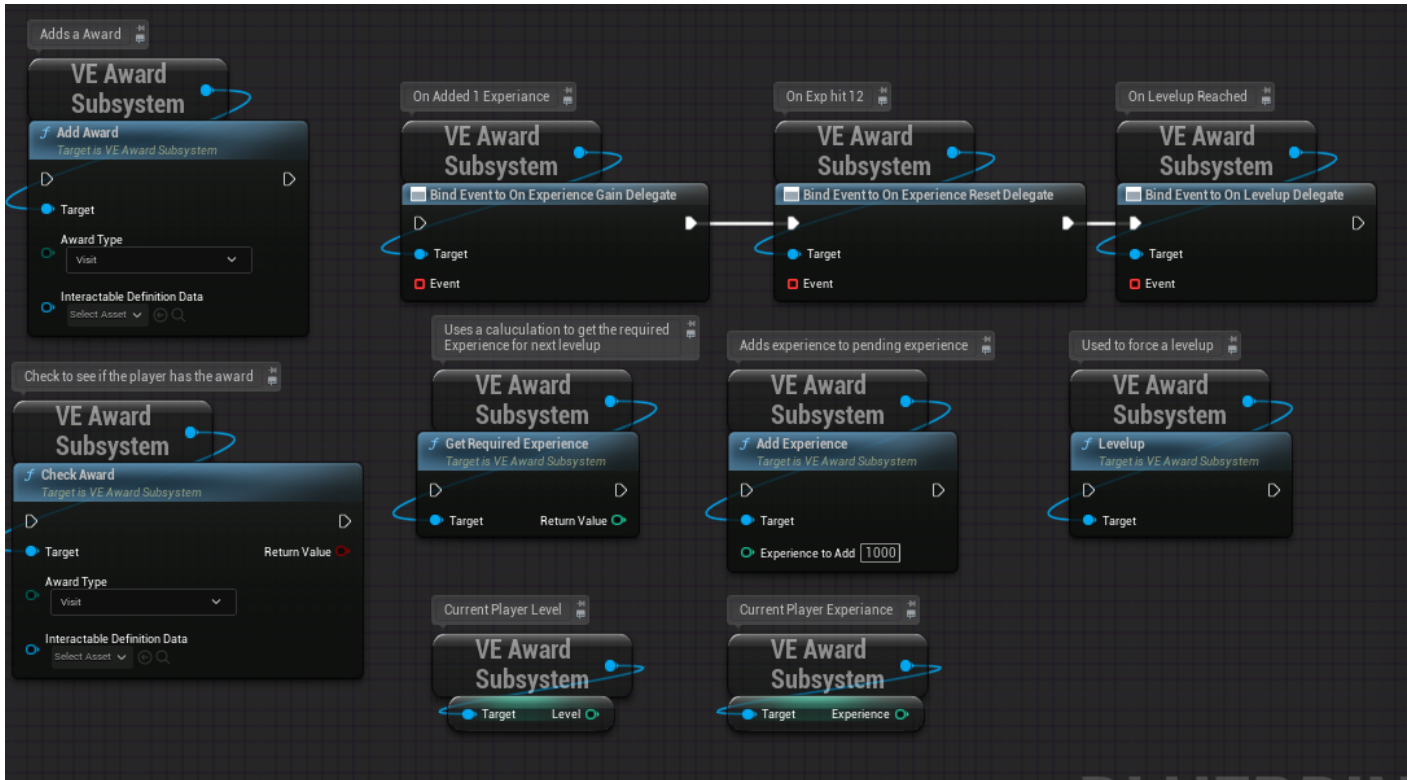 Adds a Award
VE Award
Subsystem
Add Award
Target is VE Award Subsystem
Target
Award Type
Visit
Interactable Definition Data
Select Asset
Check to see if the player has the award
VE Award
Subsystem
Check Award
Target is VE Award Subsystem
Target Return Value
Award Type
Visit
Interactable Definition Data
Select Asset
On Added 1 Experiance
VE Award
Subsystem
Bind Event to On Experience Gain Delegate
Target
Event
On Exp hit 12
VE Award
Subsystem
Bind Event to On Experience Reset Delegate
Target
Event
On Levelup Reached
VE Award
Subsystem
Bind Event to On Levelup Delegate
Target
Event
Uses a caluculation to get the required
Experience for next levelup
VE Award
Subsystem
Get Required Experience
Target is VE Award Subsystem
Target Return Value
Adds experience to pending experience
VE Award
Subsystem
Add Experience
Target is VE Award Subsystem
Target
Experience to Add 1000
Used to force a levelup
VE Award
Subsystem
Levelup
Target is VE Award Subsystem
Target
Current Player Level
VE Award
Subsystem
Target Level
Current Player Experiance
VE Award
Subsystem
Target Experience